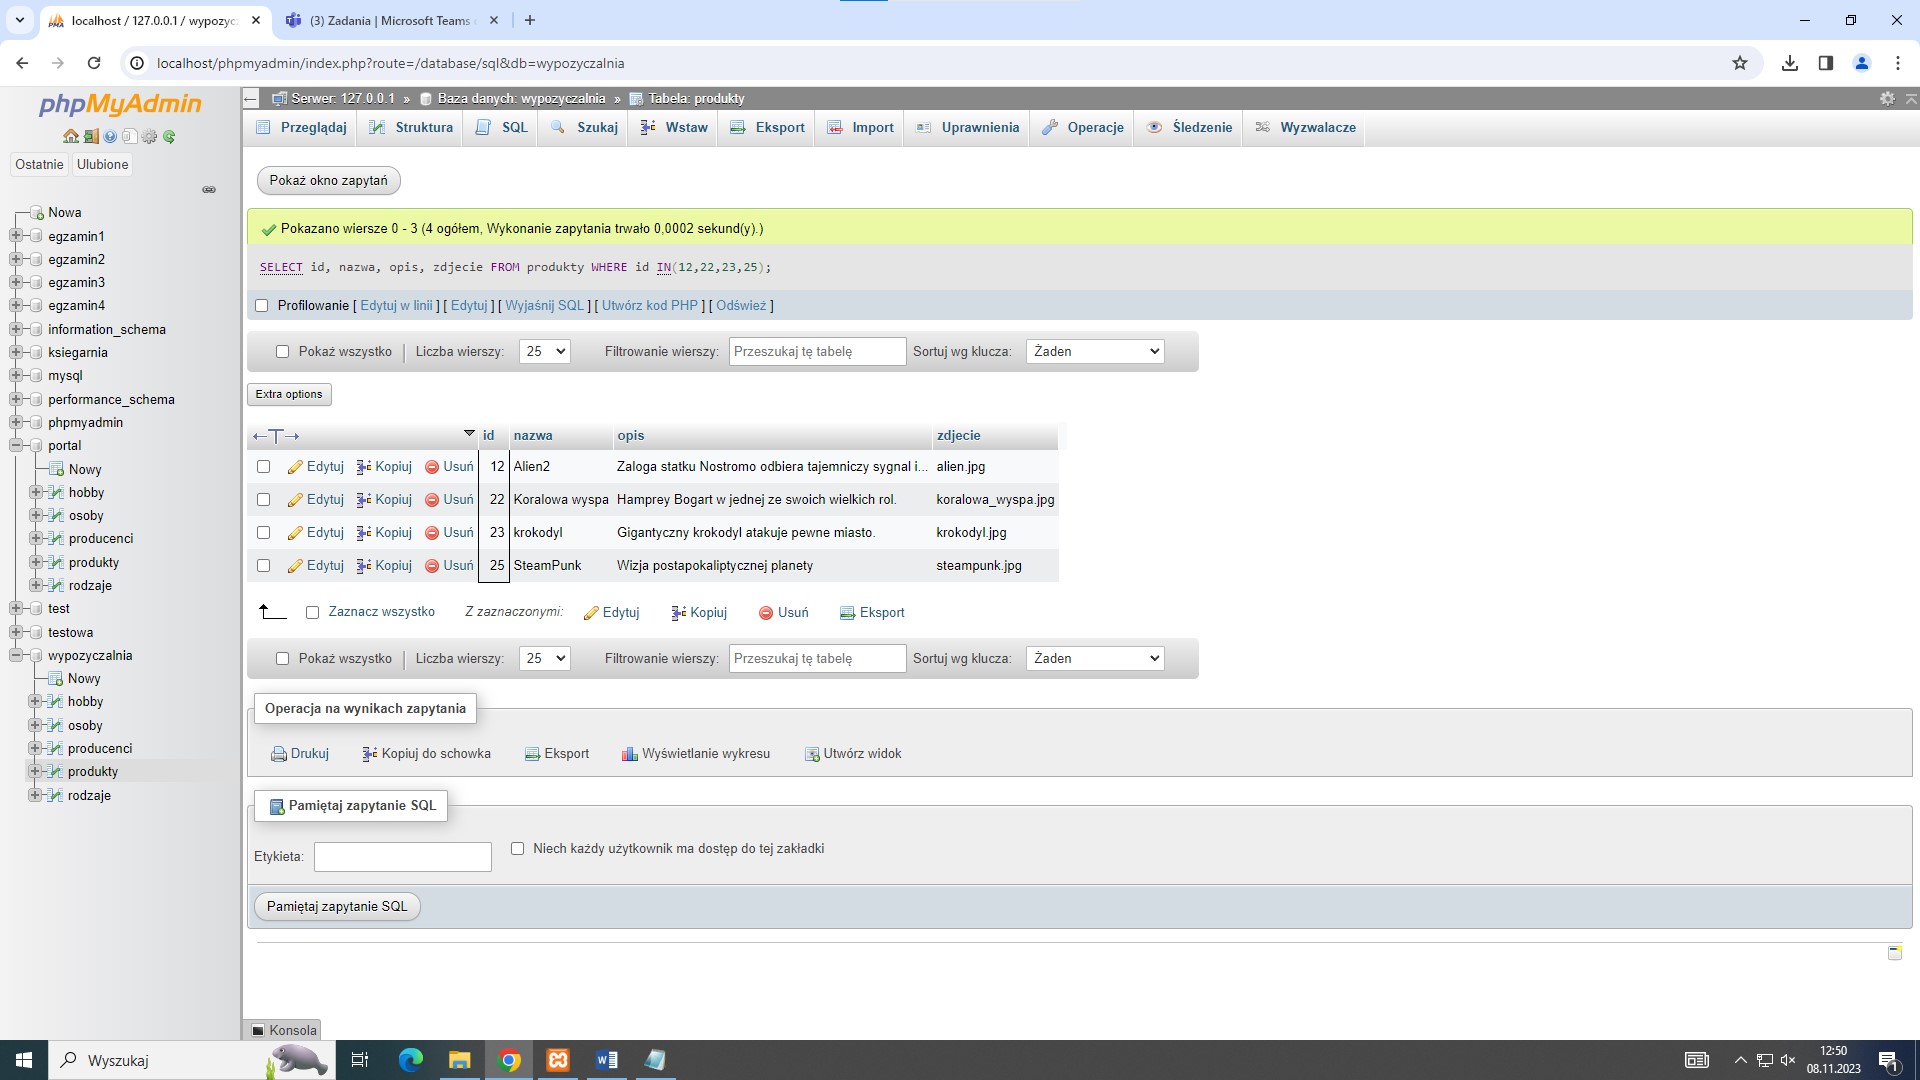 localhost / 127.0.0.1 / wypożycz
(3) Zadania | Microsoft Teams
localhost/phpmyadmin/index.php?route=/database/sql&db=wypozyczalnia
phpMyAdmin
Ostatnie
Ulubione
Nowa
egzamin1
egzamin2
egzamin3
egzamin4
information_schema
ksiegarnia
mysql
performance_schema
phpmyadmin
portal
Nowy
hobby
osoby
producenci
produkty
rodzaje
test
testowa
wypozyczalnia
Nowy
hobby
osoby
producenci
produkty
rodzaje
Serwer: 127.0.0.1 » Baza danych: wypozyczalnia » Tabela: produkty
Przeglądaj Struktura SQL Szukaj Wstaw Eksport Import Uprawnienia Operacje Śledzenie Wyzwalacze
Pokaż okno zapytań
Pokazano wiersze 0 - 3 (4 ogółem, Wykonanie zapytania trwało 0,0002 sekund(y).)
SELECT id, nazwa, opis, zdjecie FROM produkty WHERE id IN(12,22,23,25);
Profilowanie [ Edytuj w linii ] [ Edytuj ] [ Wyjaśnij SQL ] [ Utwórz kod PHP ] [ Odśwież ]
Pokaż wszystko | Liczba wierszy: 25 Filtrowanie wierszy: Przeszukaj tę tabelę Sortuj wg klucza: Żaden
Extra options
←T→ id nazwa opis zdjecie
Edytuj Kopiuj Usuń 12 Alien2 Zaloga statku Nostromo odbiera tajemniczy sygnal i... alien.jpg
Edytuj Kopiuj Usuń 22 Koralowa wyspa Hamprey Bogart w jednej ze swoich wielkich rol. koralowa_wyspa.jpg
Edytuj Kopiuj Usuń 23 krokodyl Gigantyczny krokodyl atakuje pewne miasto. krokodyl.jpg
Edytuj Kopiuj Usuń 25 SteamPunk Wizja postapokaliptycznej planety steampunk.jpg
Zaznacz wszystko Z zaznaczonymi: Edytuj Kopiuj Usuń Eksport
Pokaż wszystko | Liczba wierszy: 25 Filtrowanie wierszy: Przeszukaj tę tabelę Sortuj wg klucza: Żaden
Operacja na wynikach zapytania
Drukuj Kopiuj do schowka Eksport Wyświetlanie wykresu Utwórz widok
Pamiętaj zapytanie SQL
Etykieta: Niech każdy użytkownik ma dostęp do tej zakładki
Pamiętaj zapytanie SQL
Konsola
Wyszukaj
12:50
08.11.2023
1